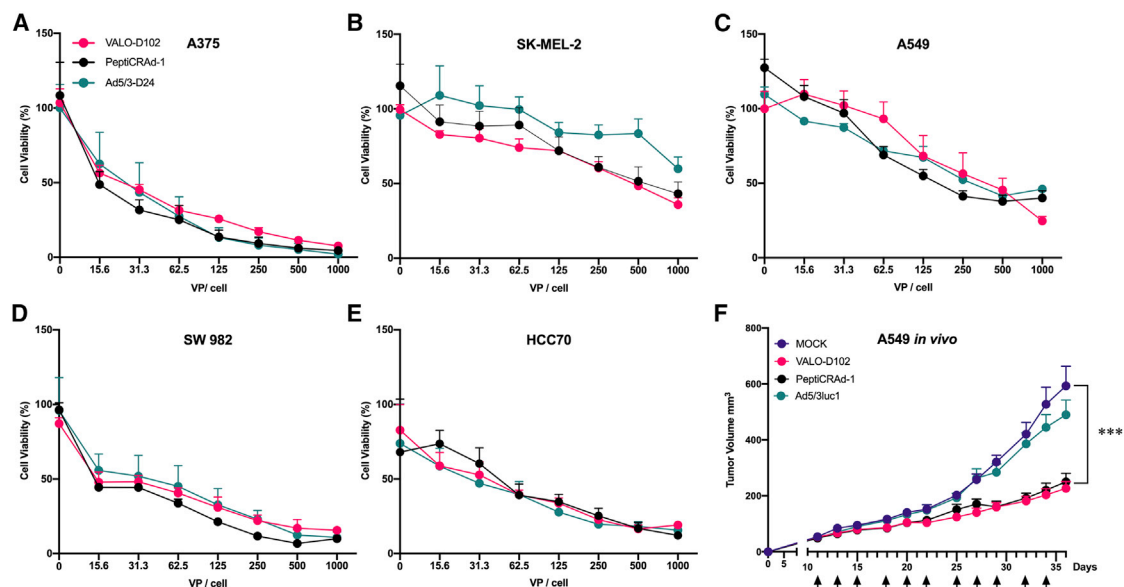 A
A375
VALO-D102
PeptiCRAd-1
Ad5/3-D24
150
100
50
0
Cell Viability (%)
0 15.6 31.3 62.5 125 250 500 1000
VP/ cell
B
SK-MEL-2
150
100
50
0
Cell Viability (%)
0 15.6 31.3 62.5 125 250 500 1000
VP / cell
C
A549
150
100
50
0
Cell Viability (%)
0 15.6 31.3 62.5 125 250 500 1000
VP/ cell
D
SW 982
150
100
50
0
Cell Viability (%)
0 15.6 31.3 62.5 125 250 500 1000
VP / cell
E
HCC70
150
100
50
0
Cell Viability (%)
0 15.6 31.3 62.5 125 250 500 1000
VP / cell
F
A549 in vivo
MOCK
VALO-D102
PeptiCRAd-1
Ad5/3luc1
800
600
400
200
0
Tumor Volume mm3
***
0 5 10 15 20 25 30 35 Days